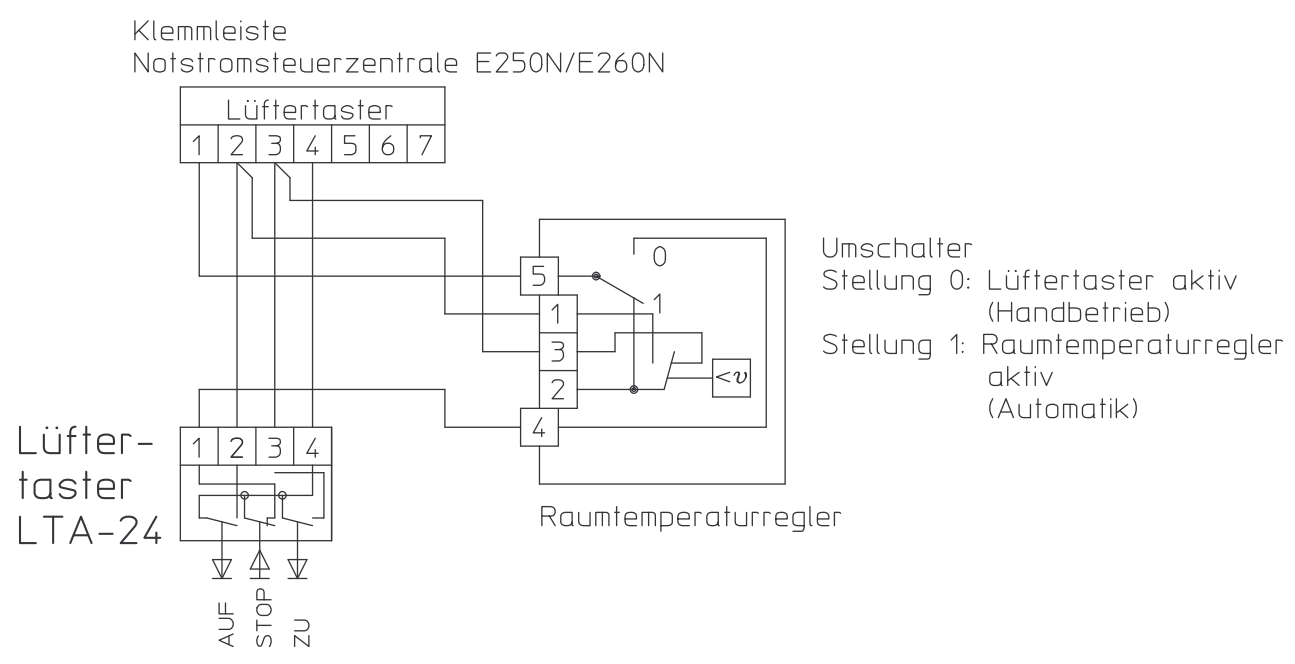 Klemmleiste
Notstromsteuerzentrale E250N/E260N
Lüftertaster
1 2 3 4 5 6 7
0
5
1
1
3
2
<υ
4
Umschalter
Stellung 0: Lüftertaster aktiv
(Handbetrieb)
Stellung 1: Raumtemperaturregler
aktiv
(Automatik)
Raumtemperaturregler
Lüfter-
taster
LTA-24
1 2 3 4
AUF
STOP
ZU